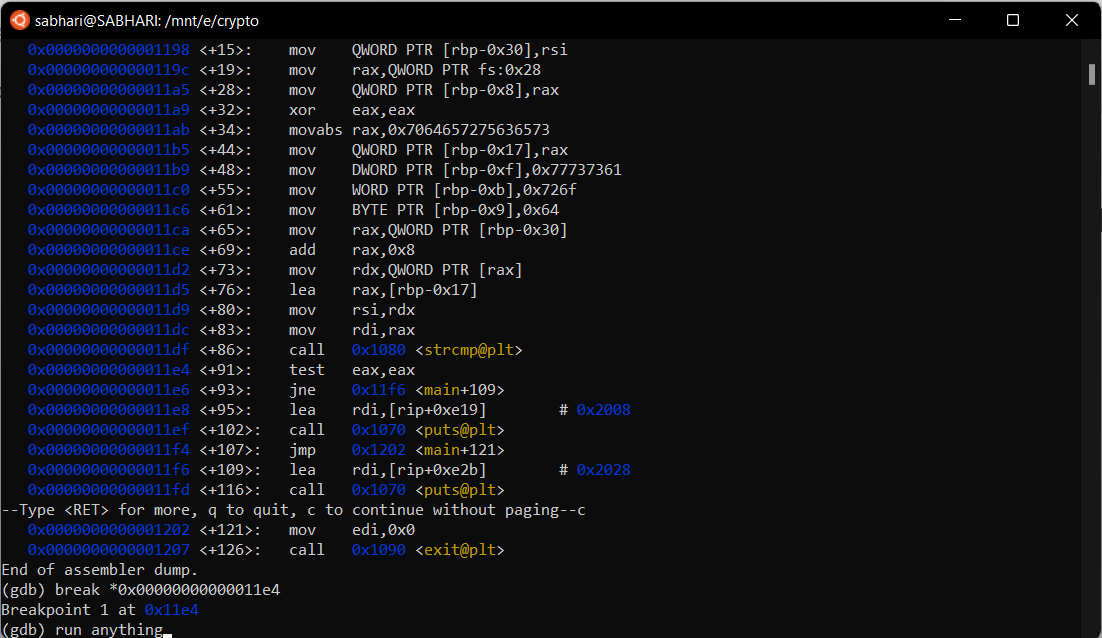 sabhari@SABHARI: /mnt/e/crypto
0x0000000000001198 <+15>: mov QWORD PTR [rbp-0x30],rsi
0x000000000000119c <+19>: mov rax,QWORD PTR fs:0x28
0x00000000000011a5 <+28>: mov QWORD PTR [rbp-0x8],rax
0x00000000000011a9 <+32>: xor eax,eax
0x00000000000011ab <+34>: movabs rax,0x7064657275636573
0x00000000000011b5 <+44>: mov QWORD PTR [rbp-0x17],rax
0x00000000000011b9 <+48>: mov DWORD PTR [rbp-0xf],0x77737361
0x00000000000011c0 <+55>: mov WORD PTR [rbp-0xb],0x726f
0x00000000000011c6 <+61>: mov BYTE PTR [rbp-0x9],0x64
0x00000000000011ca <+65>: mov rax,QWORD PTR [rbp-0x30]
0x00000000000011ce <+69>: add rax,0x8
0x00000000000011d2 <+73>: mov rdx,QWORD PTR [rax]
0x00000000000011d5 <+76>: lea rax,[rbp-0x17]
0x00000000000011d9 <+80>: mov rsi,rdx
0x00000000000011dc <+83>: mov rdi,rax
0x00000000000011df <+86>: call 0x1080 <strcmp@plt>
0x00000000000011e4 <+91>: test eax,eax
0x00000000000011e6 <+93>: jne 0x11f6 <main+109>
0x00000000000011e8 <+95>: lea rdi,[rip+0xe19] # 0x2008
0x00000000000011ef <+102>: call 0x1070 <puts@plt>
0x00000000000011f4 <+107>: jmp 0x1202 <main+121>
0x00000000000011f6 <+109>: lea rdi,[rip+0xe2b] # 0x2028
0x00000000000011fd <+116>: call 0x1070 <puts@plt>
--Type <RET> for more, q to quit, c to continue without paging--c
0x0000000000001202 <+121>: mov edi,0x0
0x0000000000001207 <+126>: call 0x1090 <exit@plt>
End of assembler dump.
(gdb) break *0x00000000000011e4
Breakpoint 1 at 0x11e4
(gdb) run anything